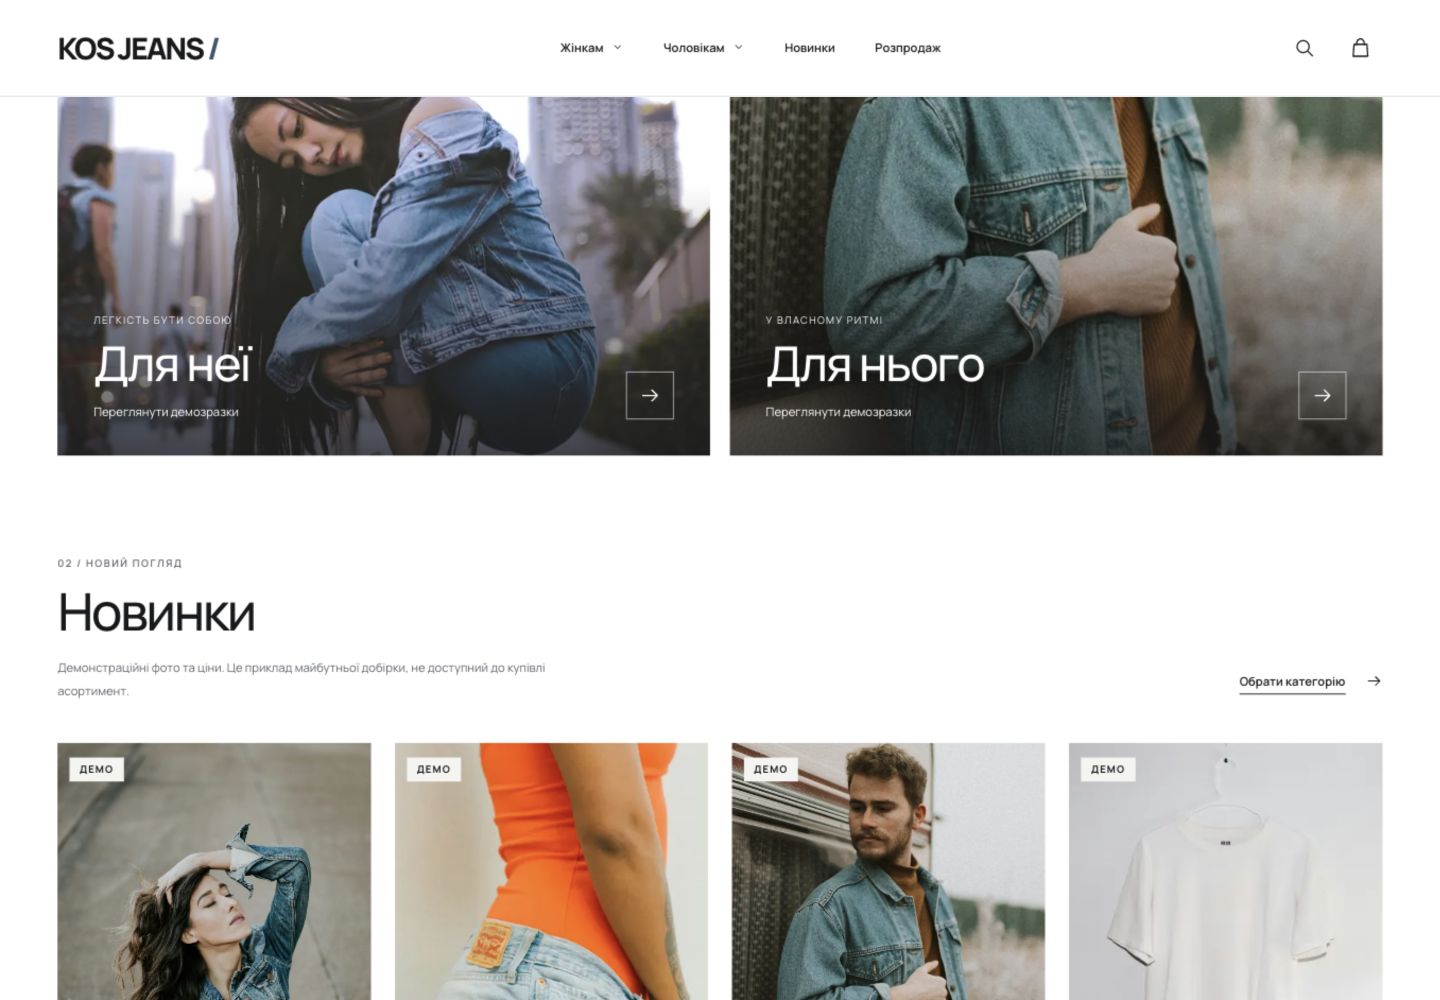 KOS JEANS /
Жінкам
Чоловікам
Новинки
Розпродаж
ЛЕГКІСТЬ БУТИ СОБОЮ
Для неї
Переглянути демозразки
У ВЛАСНОМУ РИТМІ
Для нього
Переглянути демозразки
02 / НОВИЙ ПОГЛЯД
Новинки
Демонстраційні фото та ціни. Це приклад майбутньої добірки, не доступний до купівлі
асортимент.
Обрати категорію
ДЕМО
ДЕМО
ДЕМО
ДЕМО